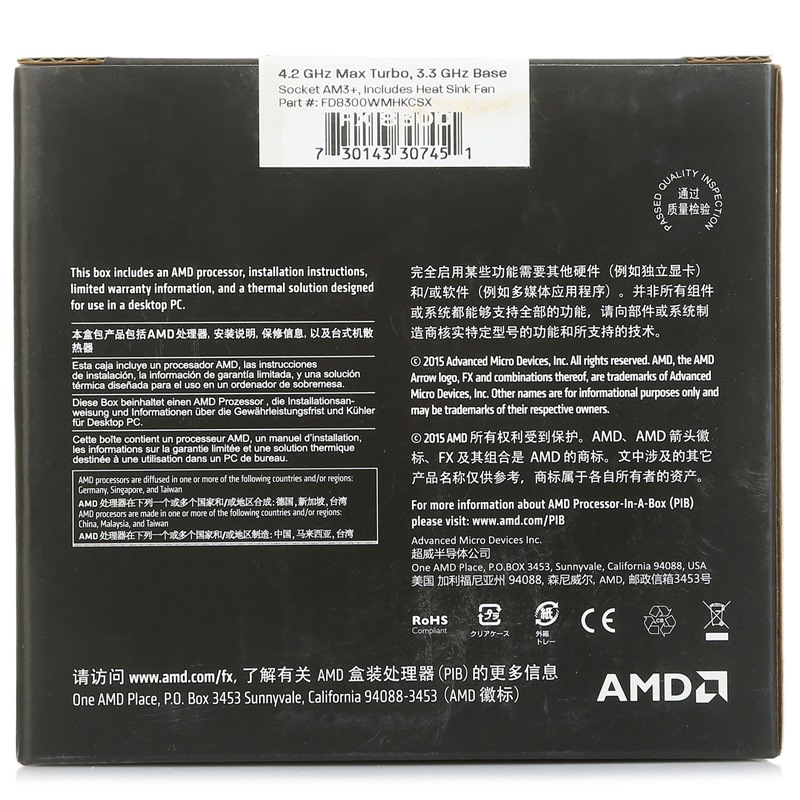 4.2 GHz Max Turbo, 3.3 GHz Base
Socket AM3+, Includes Heat Sink Fan
Part #: FD8300WMHKCSX
7 30143 30745 1
PASSED QUALITY INSPECTION
通过
质量检验
This box includes an AMD processor, installation instructions,
limited warranty information, and a thermal solution designed
for use in a desktop PC.
本盒包产品包括AMD处理器, 安装说明, 保修信息, 以及台式机散
热器
Esta caja incluye un procesador AMD, las instrucciones
de instalación, la información de garantía limitada, y una solución
térmica diseñada para el uso en un ordenador de sobremesa.
Diese Box beinhaltet einen AMD Prozessor , die Installationsan-
weisung und Informationen über die Gewährleistungsfrist und Kühler
für Desktop PC.
Cette boîte contient un processeur AMD, un manuel d'installation,
les informations sur la garantie limitée et une solution thermique
destinée à une utilisation dans un PC de bureau.
AMD processors are diffused in one or more of the following countries and/or regions:
Germany, Singapore, and Taiwan
AMD 处理器在下列一个或多个国家和/或地区合成: 德国, 新加坡, 台湾
AMD procesors are made in one or more of the following countries and/or regions:
China, Malaysia, and Taiwan
AMD 处理器在下列一个或多个国家和/或地区制造: 中国, 马来西亚, 台湾
完全启用某些功能需要其他硬件（例如独立显卡）
和/或软件（例如多媒体应用程序）。并非所有组件
或系统都能够支持全部的功能，请向部件或系统制
造商核实特定型号的功能和所支持的技术。
© 2015 Advanced Micro Devices, Inc. All rights reserved. AMD, the AMD
Arrow logo, FX and combinations thereof, are trademarks of Advanced
Micro Devices, Inc. Other names are for informational purposes only and
may be trademarks of their respective owners.
© 2015 AMD 所有权利受到保护。AMD、AMD 箭头徽
标、FX 及其组合是 AMD 的商标。文中涉及的其它
产品名称仅供参考，商标属于各自所有者的资产。
For more information about AMD Processor-In-A-Box (PIB)
please visit: www.amd.com/PIB
Advanced Micro Devices Inc.
超威半导体公司
One AMD Place, P.O.BOX 3453, Sunnyvale, California 94088, USA
美国 加利福尼亚州 94088, 森尼威尔, AMD, 邮政信箱3453号
RoHS
Compliant
プラ
クリアケース
紙
外箱
トレー
CE
CB
请访问 www.amd.com/fx, 了解有关 AMD 盒装处理器 (PIB) 的更多信息
One AMD Place, P.O. Box 3453 Sunnyvale, California 94088-3453 (AMD 徽标)
AMD